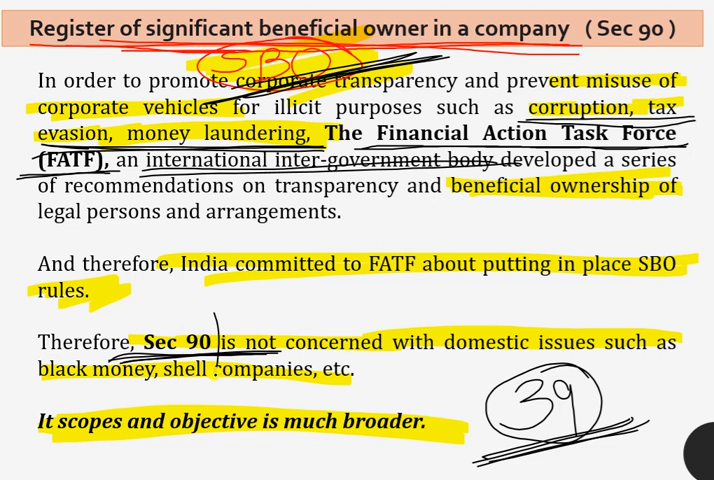 Register of significant beneficial owner in a company ( Sec 90 )
SBO
In order to promote corporate transparency and prevent misuse of
corporate vehicles for illicit purposes such as corruption, tax
evasion, money laundering, The Financial Action Task Force
(FATF), an international inter-government body developed a series
of recommendations on transparency and beneficial ownership of
legal persons and arrangements.
And therefore, India committed to FATF about putting in place SBO
rules.
Therefore, Sec 90 is not concerned with domestic issues such as
black money, shell companies, etc.
It scopes and objective is much broader.
39